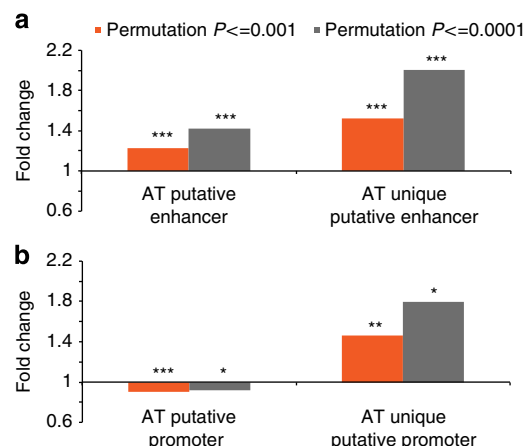 a
Permutation P<=0.001 Permutation P<=0.0001
2.2
1.8
1.4
1
0.6
Fold change
*** *** *** ***
AT putative
enhancer
AT unique
putative enhancer
b
2.2
1.8
1.4
1
0.6
Fold change
*** * ** *
AT putative
promoter
AT unique
putative promoter